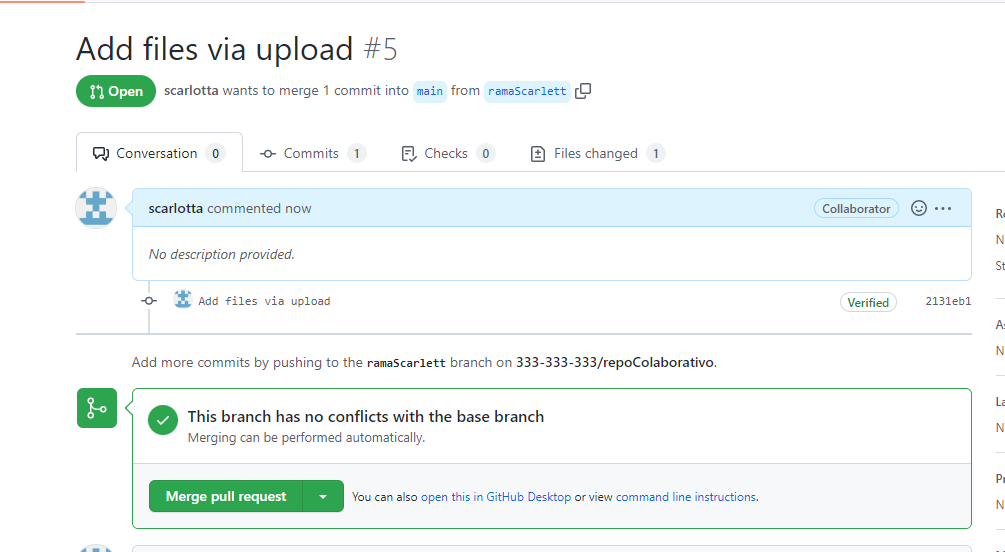 Add files via upload #5
Open scarlotta wants to merge 1 commit into main from ramaScarlett
Conversation 0 Commits 1 Checks 0 Files changed 1
scarlotta commented now Collaborator
No description provided.
Add files via upload Verified 2131eb1
Add more commits by pushing to the ramaScarlett branch on 333-333-333/repoColaborativo.
This branch has no conflicts with the base branch
Merging can be performed automatically.
Merge pull request You can also open this in GitHub Desktop or view command line instructions.